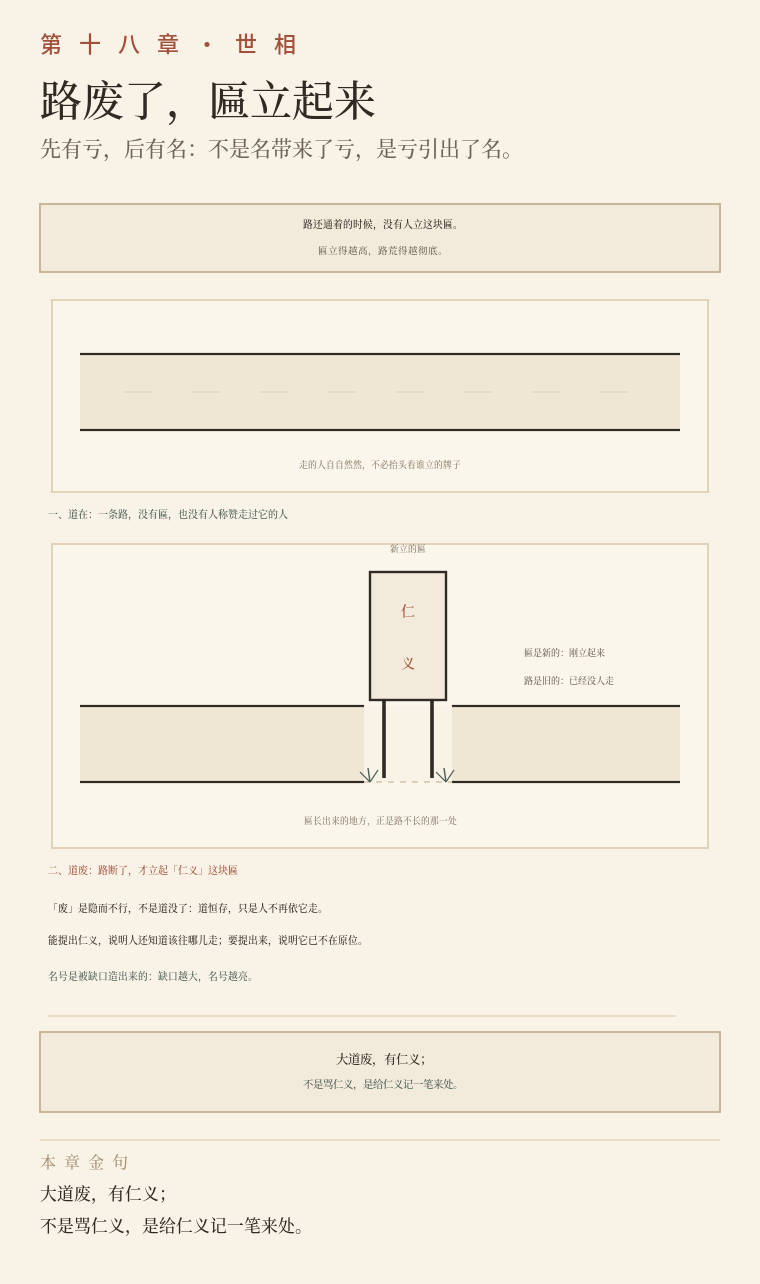 第十八章·世相
路废了，匾立起来
先有亏，后有名：不是名带来了亏，是亏引出了名。
路还通着的时候，没有人立这块匾。
匾立得越高，路荒得越彻底。
走的人自自然然，不必抬头看谁立的牌子
一、道在：一条路，没有匾，也没有人称赞走过它的人
新立的匾
仁
义
匾是新的：刚立起来
路是旧的：已经没人走
匾长出来的地方，正是路不长的那一处
二、道废：路断了，才立起「仁义」这块匾
「废」是隐而不行，不是道没了：道恒存，只是人不再依它走。
能提出仁义，说明人还知道该往哪儿走；要提出来，说明它已不在原位。
名号是被缺口造出来的：缺口越大，名号越亮。
大道废，有仁义；
不是骂仁义，是给仁义记一笔来处。
本章金句
大道废，有仁义；
不是骂仁义，是给仁义记一笔来处。